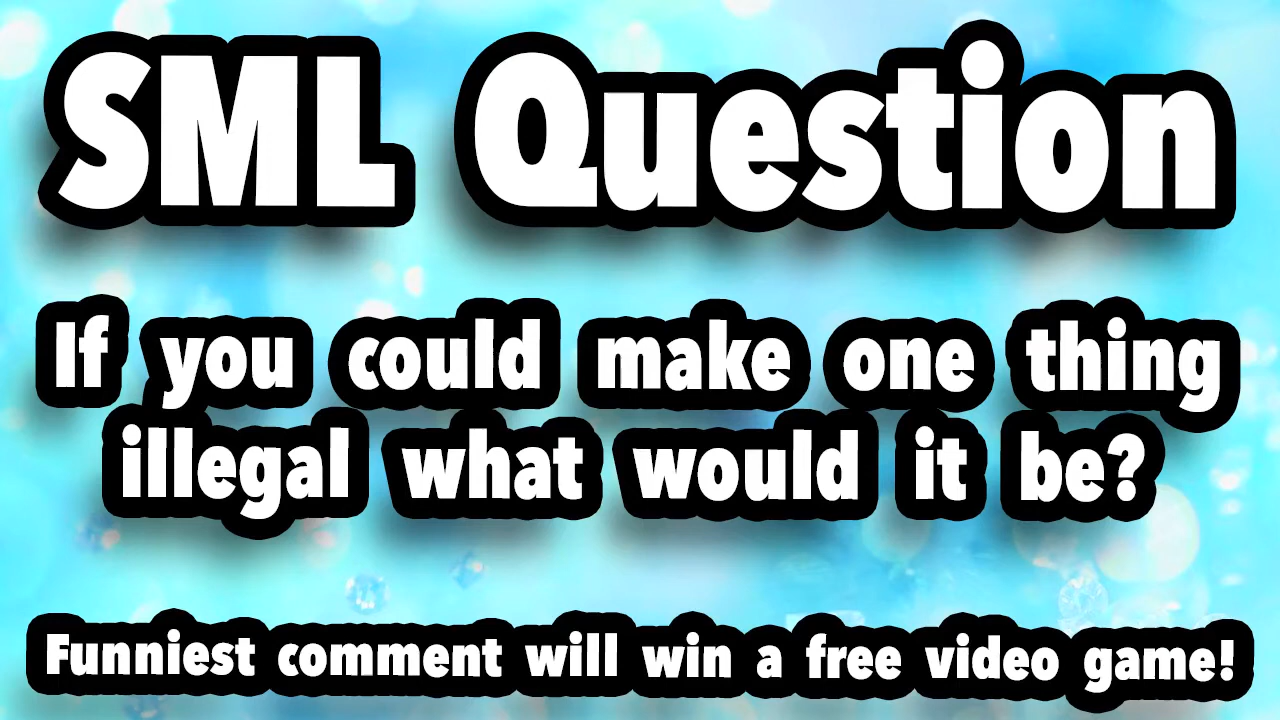 SML Question
If you could make one thing
illegal what would it be?
Funniest comment will win a free video game!